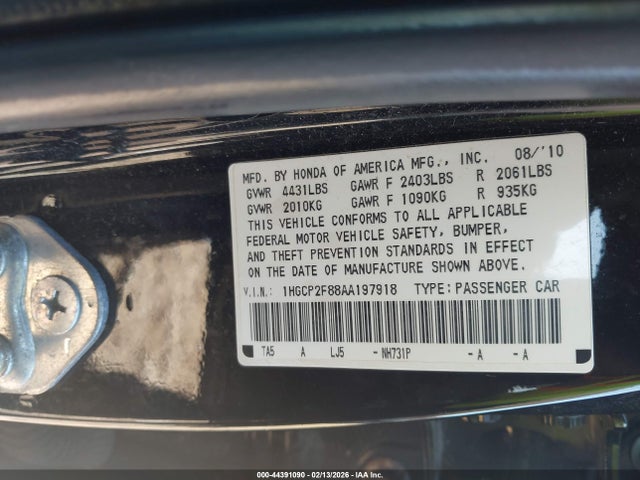 MFD. BY HONDA OF AMERICA MFG., INC. 08/'10
GVWR 4431LBS GAWR F 2403LBS R 2061LBS
GVWR 2010KG GAWR F 1090KG R 935KG
THIS VEHICLE CONFORMS TO ALL APPLICABLE
FEDERAL MOTOR VEHICLE SAFETY, BUMPER,
AND THEFT PREVENTION STANDARDS IN EFFECT
ON THE DATE OF MANUFACTURE SHOWN ABOVE.
V.I.N.: 1HGCP2F88AA197918 TYPE: PASSENGER CAR
TA5 A LJ5 -NH731P -A -A
000-44391090 - 02/13/2026 - IAAI.COM